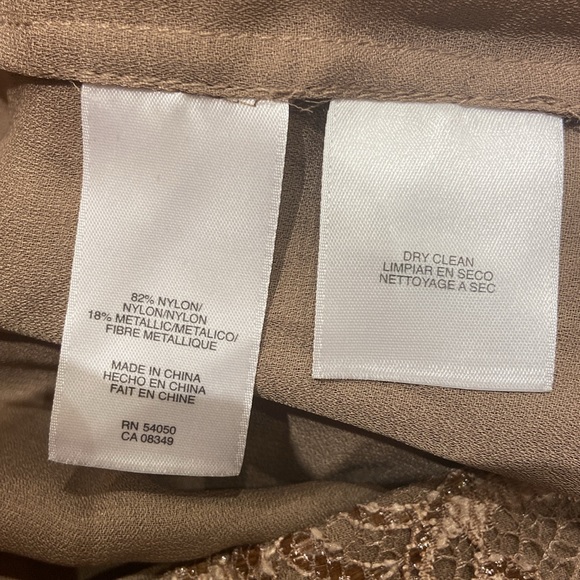 82% NYLON/
NYLON/NYLON
18% METALLIC/METALICO/
FIBRE METALLIQUE
MADE IN CHINA
HECHO EN CHINA
FAIT EN CHINE
RN 54050
CA 08349
DRY CLEAN
LIMPIAR EN SECO
NETTOYAGE A SEC